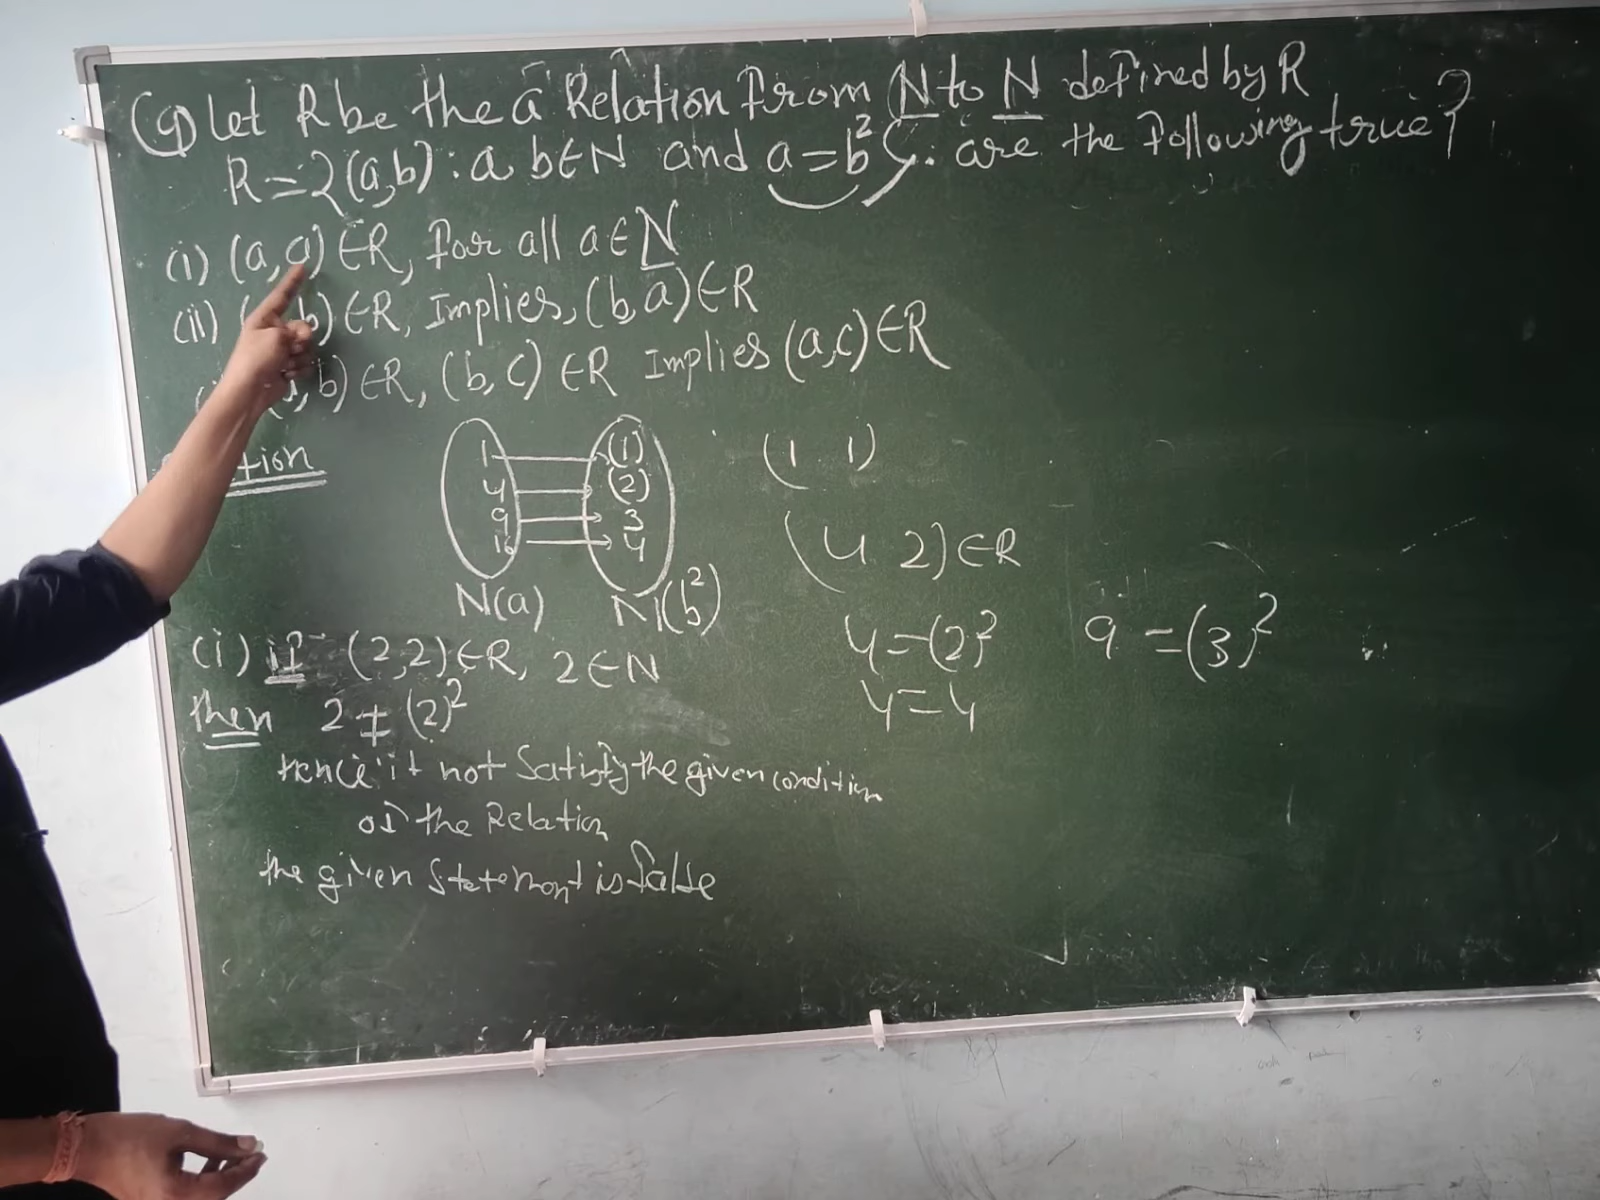 (9) Let R be the a Relation from N to N defined by R
R = {(a,b) : a, b ∈ N and a = b² }. are the following true?
(i) (a,a) ∈ R, for all a ∈ N
(ii) ( b) ∈ R, Implies, (b,a) ∈ R
,b) ∈ R, (b, c) ∈ R Implies (a,c) ∈ R
tion
1 (1)
4 (2)
9 3
16 4
N(a) N(b²)
(1 1)
(4 2) ∈ R
4 = (2)² 9 = (3)²
4 = 4
(i) if (2,2) ∈ R, 2 ∈ N
then 2 ≠ (2)²
Hence it not Satisfy the given condition
of the Relation
the given Statement is false